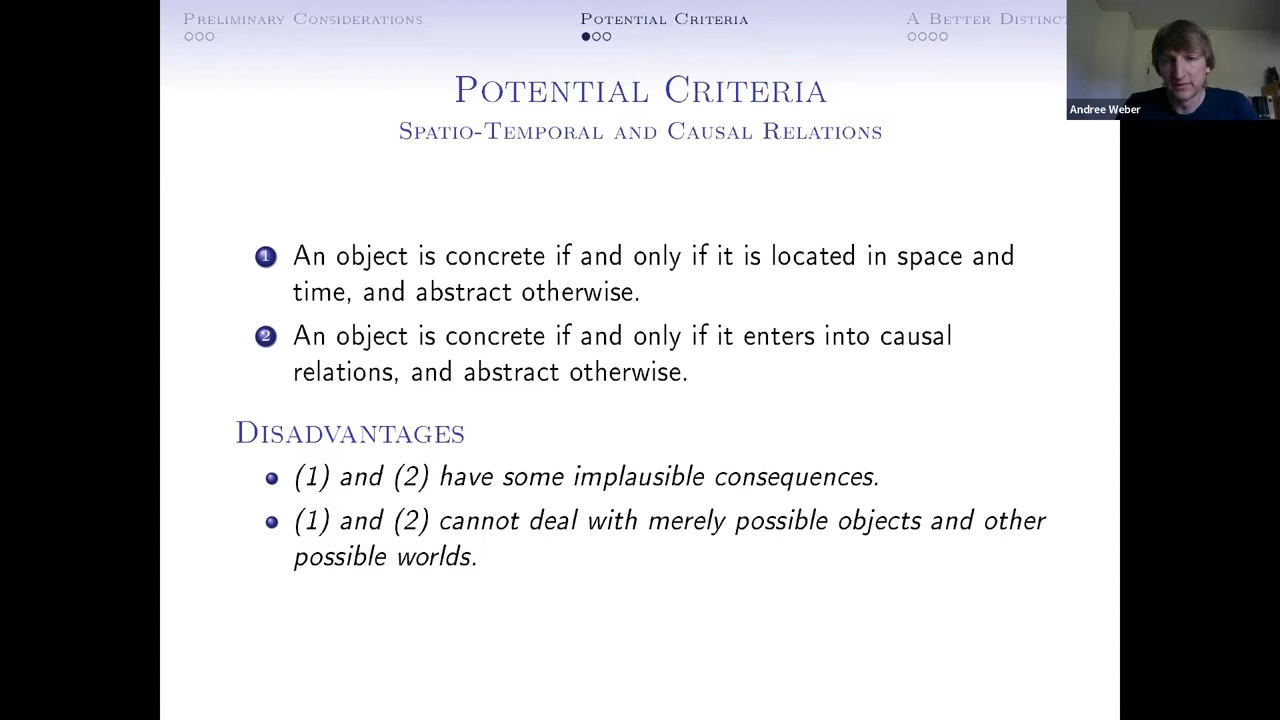 Preliminary Considerations
Potential Criteria
A Better Distinct
Andree Weber
Potential Criteria
Spatio-Temporal and Causal Relations
1 An object is concrete if and only if it is located in space and
time, and abstract otherwise.
2 An object is concrete if and only if it enters into causal
relations, and abstract otherwise.
Disadvantages
(1) and (2) have some implausible consequences.
(1) and (2) cannot deal with merely possible objects and other
possible worlds.